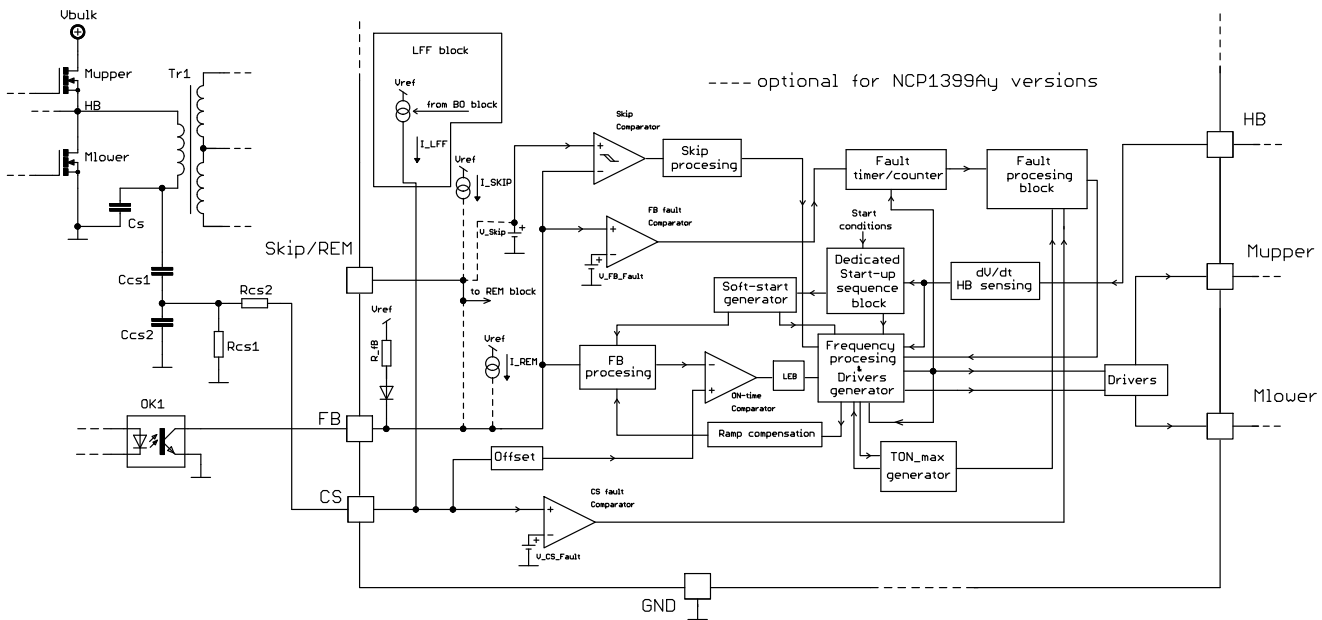 Vbulk
Mupper
Tr1
HB
Mlower
Cs
Ccs1
Rcs2
Ccs2
Rcs1
OK1
LFF block
Vref
from BO block
I_LFF
Vref
I_SKIP
---- optional for NCP1399Ay versions
Skip
Comparator
Skip
procesing
V_Skip
FB fault
Comparator
V_FB_Fault
Fault
timer/counter
Fault
procesing
block
HB
Skip/REM
to REM block
Start
conditions
Dedicated
Start-up
sequence
block
dV/dt
HB sensing
Mupper
Soft-start
generator
Vref
R_fB
Vref
I_REM
FB
procesing
ON-time
Comparator
LEB
Frequency
procesing
&
Drivers
generator
Drivers
Mlower
FB
Ramp compensation
Offset
TON_max
generator
CS
CS fault
Comparator
V_CS_Fault
GND